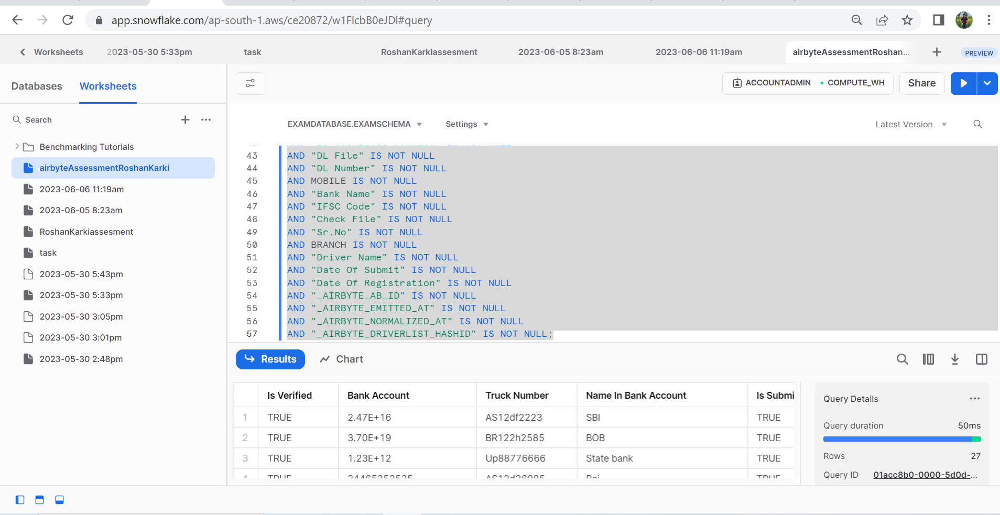 app.snowflake.com/ap-south-1.aws/ce20872/w1FlcbB0eJDl#query
Worksheets 2023-05-30 5:33pm task RoshanKarkiassesment 2023-06-05 8:23am 2023-06-06 11:19am airbyteAssessmentRoshan... PREVIEW
Databases Worksheets
ACCOUNTADMIN COMPUTE_WH Share
Search
EXAMDATABASE.EXAMSCHEMA Settings Latest Version
Benchmarking Tutorials
airbyteAssessmentRoshanKarki
2023-06-06 11:19am
2023-06-05 8:23am
RoshanKarkiassesment
task
2023-05-30 5:43pm
2023-05-30 5:33pm
2023-05-30 3:05pm
2023-05-30 3:01pm
2023-05-30 2:48pm
43 AND "DL File" IS NOT NULL
44 AND "DL Number" IS NOT NULL
45 AND MOBILE IS NOT NULL
46 AND "Bank Name" IS NOT NULL
47 AND "IFSC Code" IS NOT NULL
48 AND "Check File" IS NOT NULL
49 AND "Sr.No" IS NOT NULL
50 AND BRANCH IS NOT NULL
51 AND "Driver Name" IS NOT NULL
52 AND "Date Of Submit" IS NOT NULL
53 AND "Date Of Registration" IS NOT NULL
54 AND "_AIRBYTE_AB_ID" IS NOT NULL
55 AND "_AIRBYTE_EMITTED_AT" IS NOT NULL
56 AND "_AIRBYTE_NORMALIZED_AT" IS NOT NULL
57 AND "_AIRBYTE_DRIVERLIST_HASHID" IS NOT NULL;
Results Chart
Is Verified Bank Account Truck Number Name In Bank Account Is Submi
1 TRUE 2.47E+16 AS12df2223 SBI TRUE
2 TRUE 3.70E+19 BR122h2585 BOB TRUE
3 TRUE 1.23E+12 Up88776666 State bank TRUE
Query Details
Query duration 50ms
Rows 27
Query ID 01acc8b0-0000-5d0d-...